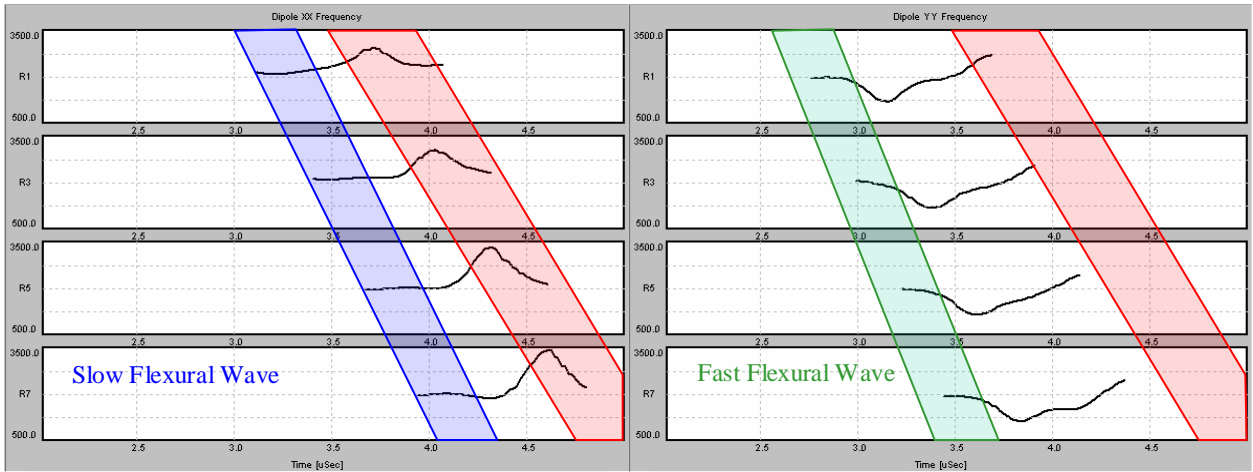 Dipole XX Frequency
3500.0
R1
500.0
2.5 3.0 3.5 4.0 4.5
R3
500.0
2.5 3.0 3.5 4.0 4.5
3500.0
R5
500.0
2.5 3.0 3.5 4.0 4.5
3500.0
Slow Flexural Wave
R7
500.0
2.5 3.0 3.5 4.0 4.5
Time [uSec]
Dipole YY Frequency
3500.0
R1
500.0
2.5 3.0 3.5 4.0 4.5
R3
500.0
2.5 3.0 3.5 4.0 4.5
3500.0
R5
500.0
2.5 3.0 3.5 4.0 4.5
3500.0
Fast Flexural Wave
R7
500.0
2.5 3.0 3.5 4.0 4.5
Time [uSec]